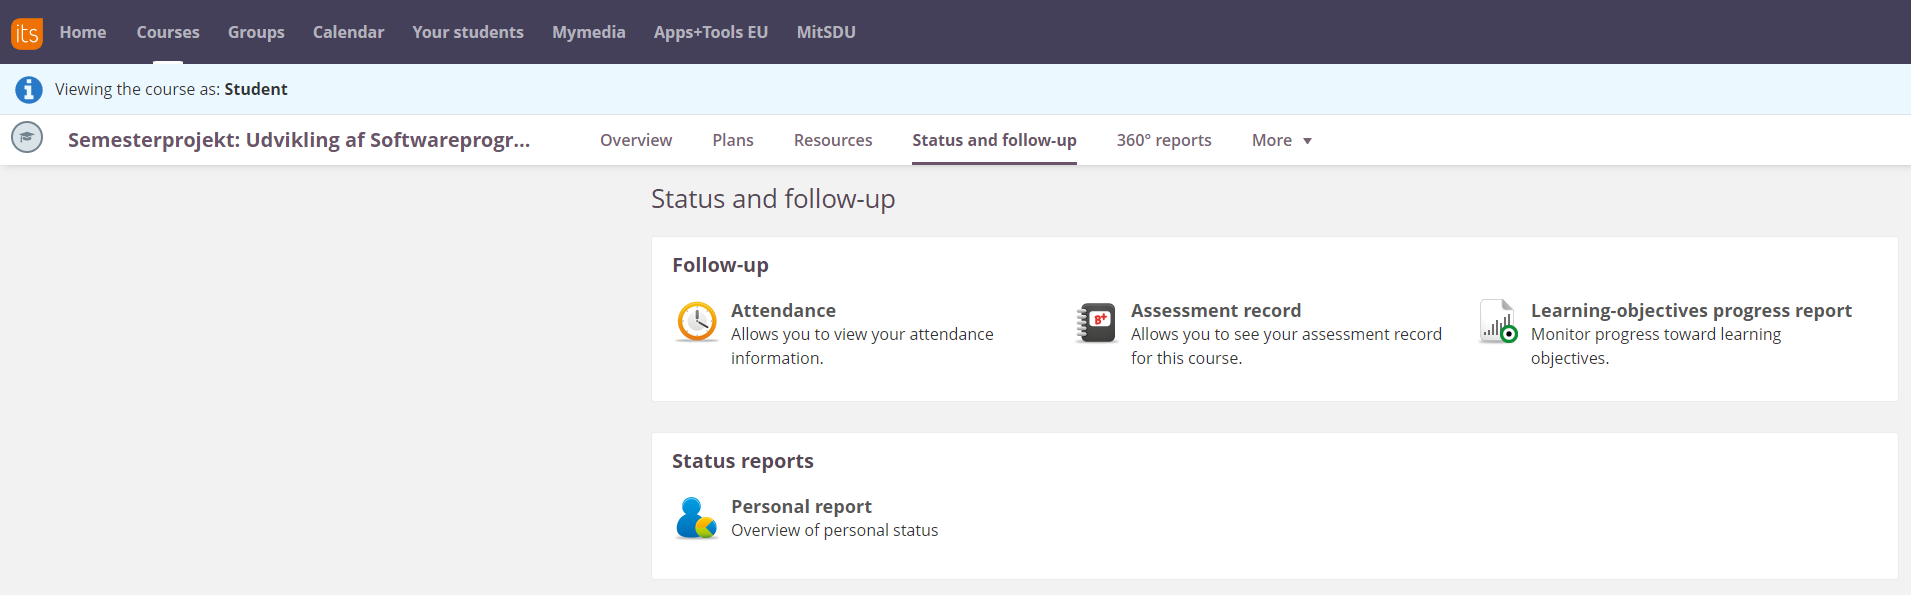 its Home Courses Groups Calendar Your students Mymedia Apps+Tools EU MitSDU
Viewing the course as: Student
Semesterprojekt: Udvikling af Softwareprogr... Overview Plans Resources Status and follow-up 360° reports More
Status and follow-up
Follow-up
Attendance
Allows you to view your attendance
information.
B+
Assessment record
Allows you to see your assessment record
for this course.
Learning-objectives progress report
Monitor progress toward learning
objectives.
Status reports
Personal report
Overview of personal status